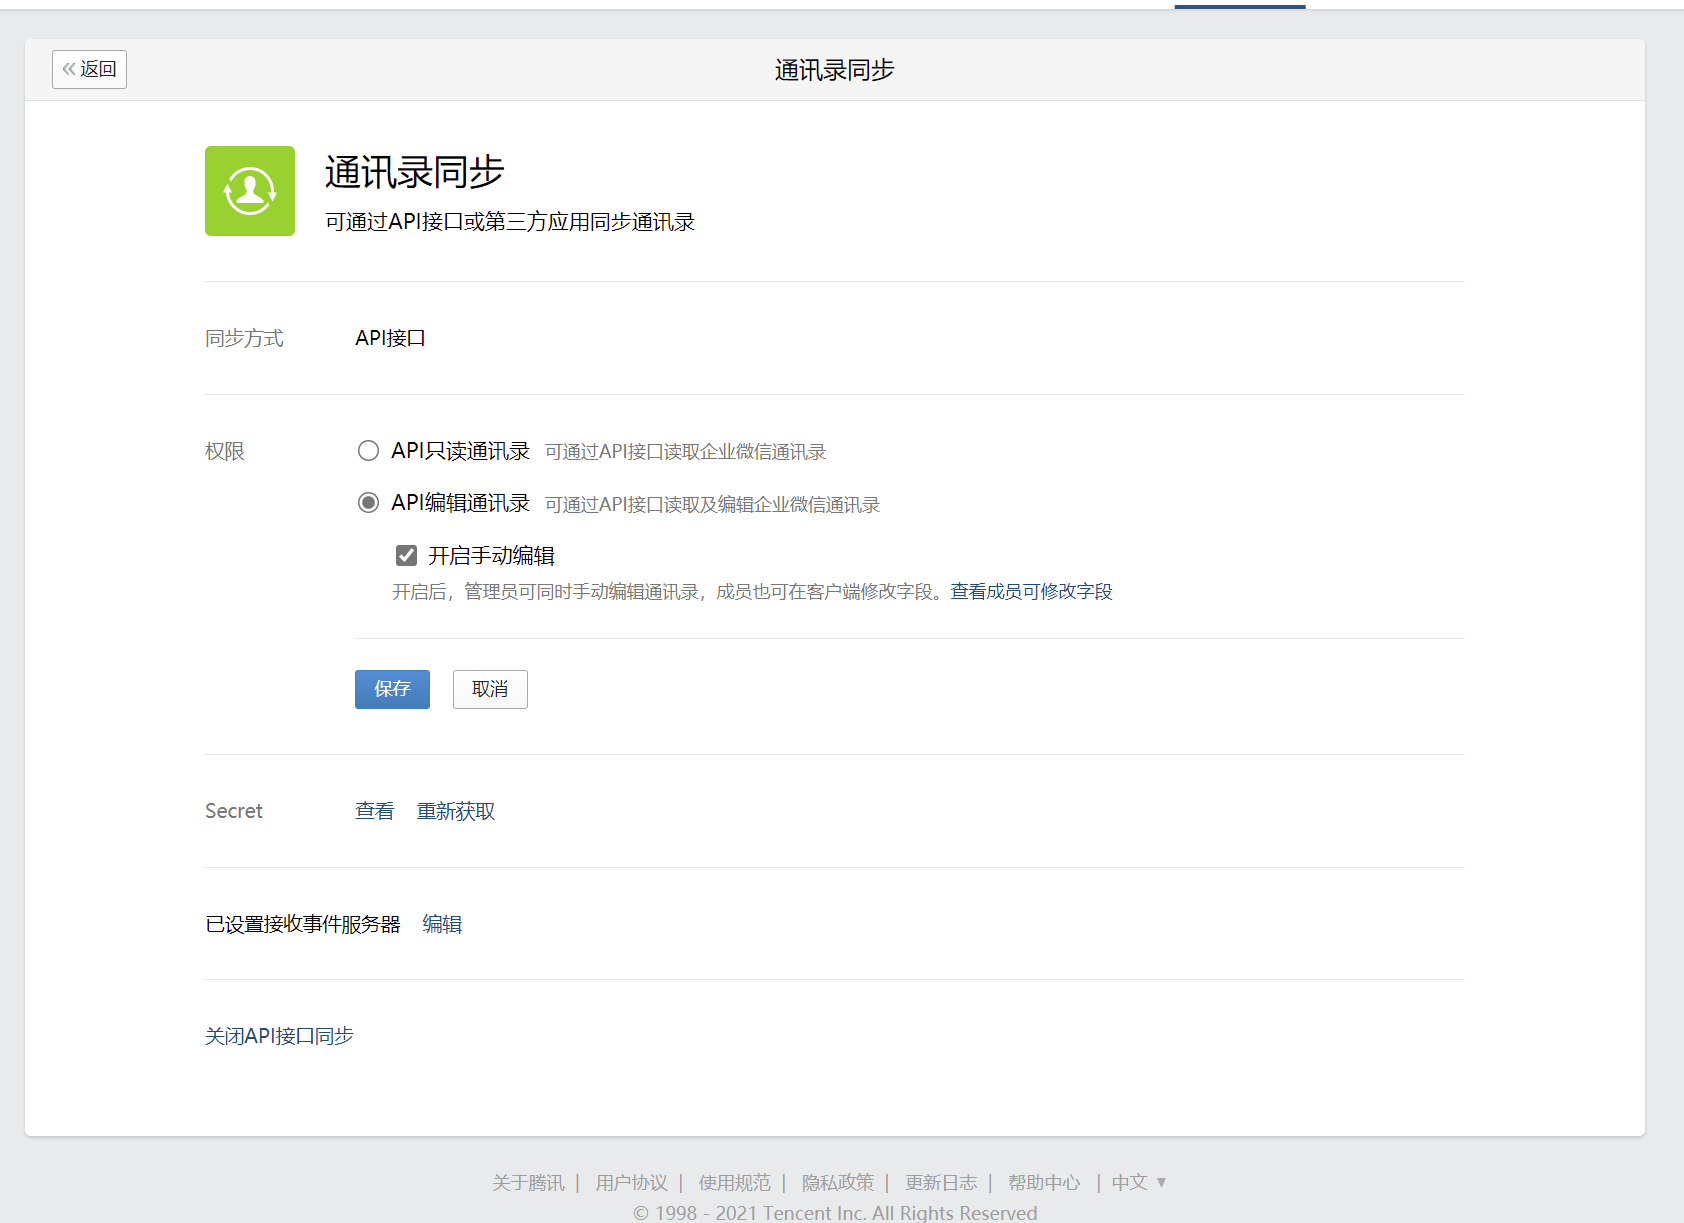 返回
通讯录同步
通讯录同步
可通过API接口或第三方应用同步通讯录
同步方式 API接口
权限 API只读通讯录 可通过API接口读取企业微信通讯录
API编辑通讯录 可通过API接口读取及编辑企业微信通讯录
开启手动编辑
开启后，管理员可同时手动编辑通讯录，成员也可在客户端修改字段。查看成员可修改字段
保存 取消
Secret 查看 重新获取
已设置接收事件服务器 编辑
关闭API接口同步
关于腾讯 | 用户协议 | 使用规范 | 隐私政策 | 更新日志 | 帮助中心 | 中文 ▼
© 1998 - 2021 Tencent Inc. All Rights Reserved